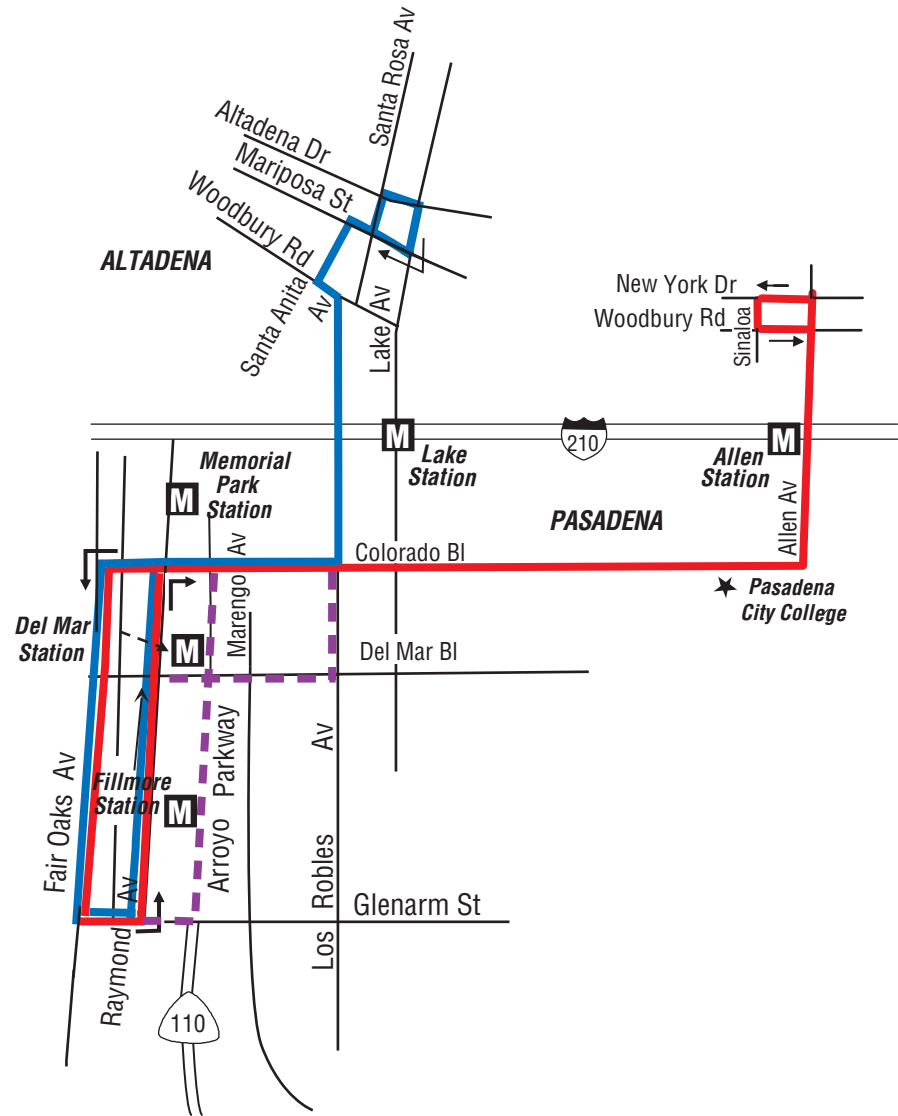 Santa Rosa Av
Altadena Dr
Mariposa St
Woodbury Rd
ALTADENA
Santa Anita
Av
Lake Av
New York Dr
Woodbury Rd
Sinaloa
M
Lake
Station
210
M
Allen
Station
Allen Av
Memorial
Park
Station
M
PASADENA
Marengo Av
Colorado Bl
Pasadena
City College
Del Mar
Station
M
Del Mar Bl
Fair Oaks Av
Fillmore
Station
M
Arroyo Parkway
Los Robles Av
Raymond Av
Glenarm St
110